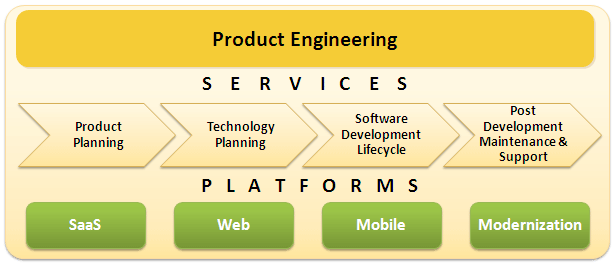 Product Engineering
S E R V I C E S
Product
Planning
Technology
Planning
Software
Development
Lifecycle
Post
Development
Maintenance &
Support
P L A T F O R M S
SaaS
Web
Mobile
Modernization